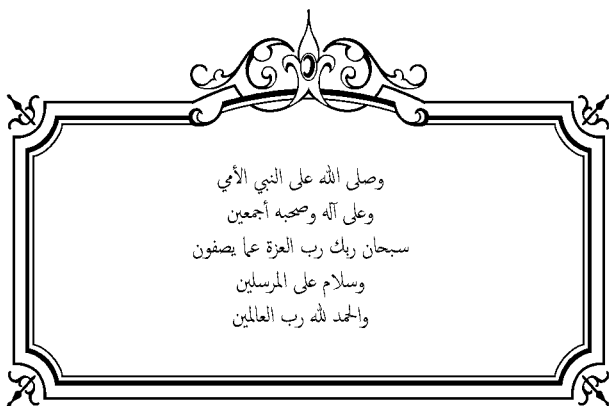 وصلى الله على النبي الأمي
وعلى آله وصحبه أجمعين
سبحان ربك رب العزة عما يصفون
وسلام على المرسلين
والحمد لله رب العالمين